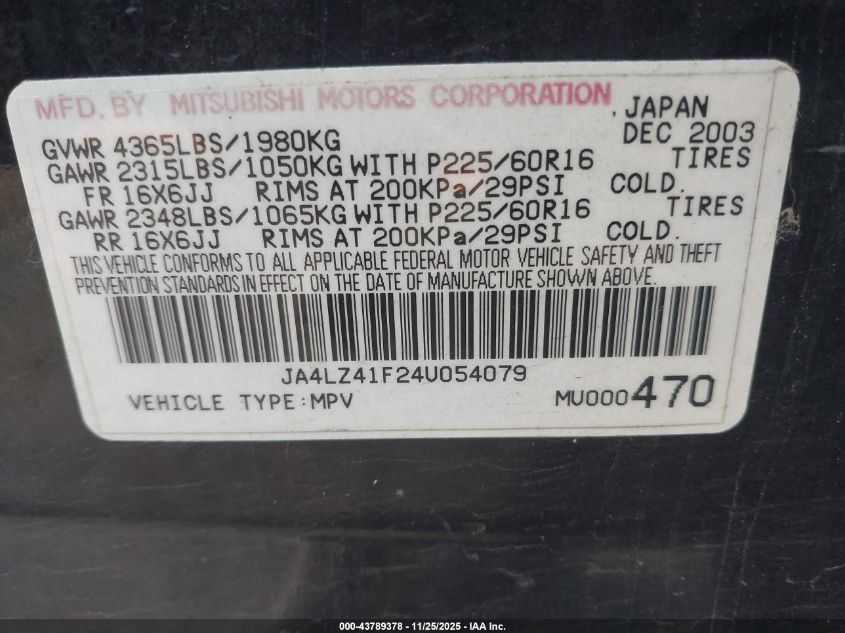 MFD. BY MITSUBISHI MOTORS CORPORATION . JAPAN
GVWR 4365LBS/1980KG DEC 2003
GAWR 2315LBS/1050KG WITH P225/60R16 TIRES
FR 16X6JJ RIMS AT 200KPa/29PSI COLD.
GAWR 2348LBS/1065KG WITH P225/60R16 TIRES
RR 16X6JJ RIMS AT 200KPa/29PSI COLD.
THIS VEHICLE CONFORMS TO ALL APPLICABLE FEDERAL MOTOR VEHICLE SAFETY AND THEFT
PREVENTION STANDARDS IN EFFECT ON THE DATE OF MANUFACTURE SHOWN ABOVE.
JA4LZ41F24U054079
VEHICLE TYPE:MPV MU000470
000-43789378 - 11/25/2025 - IAA Inc.